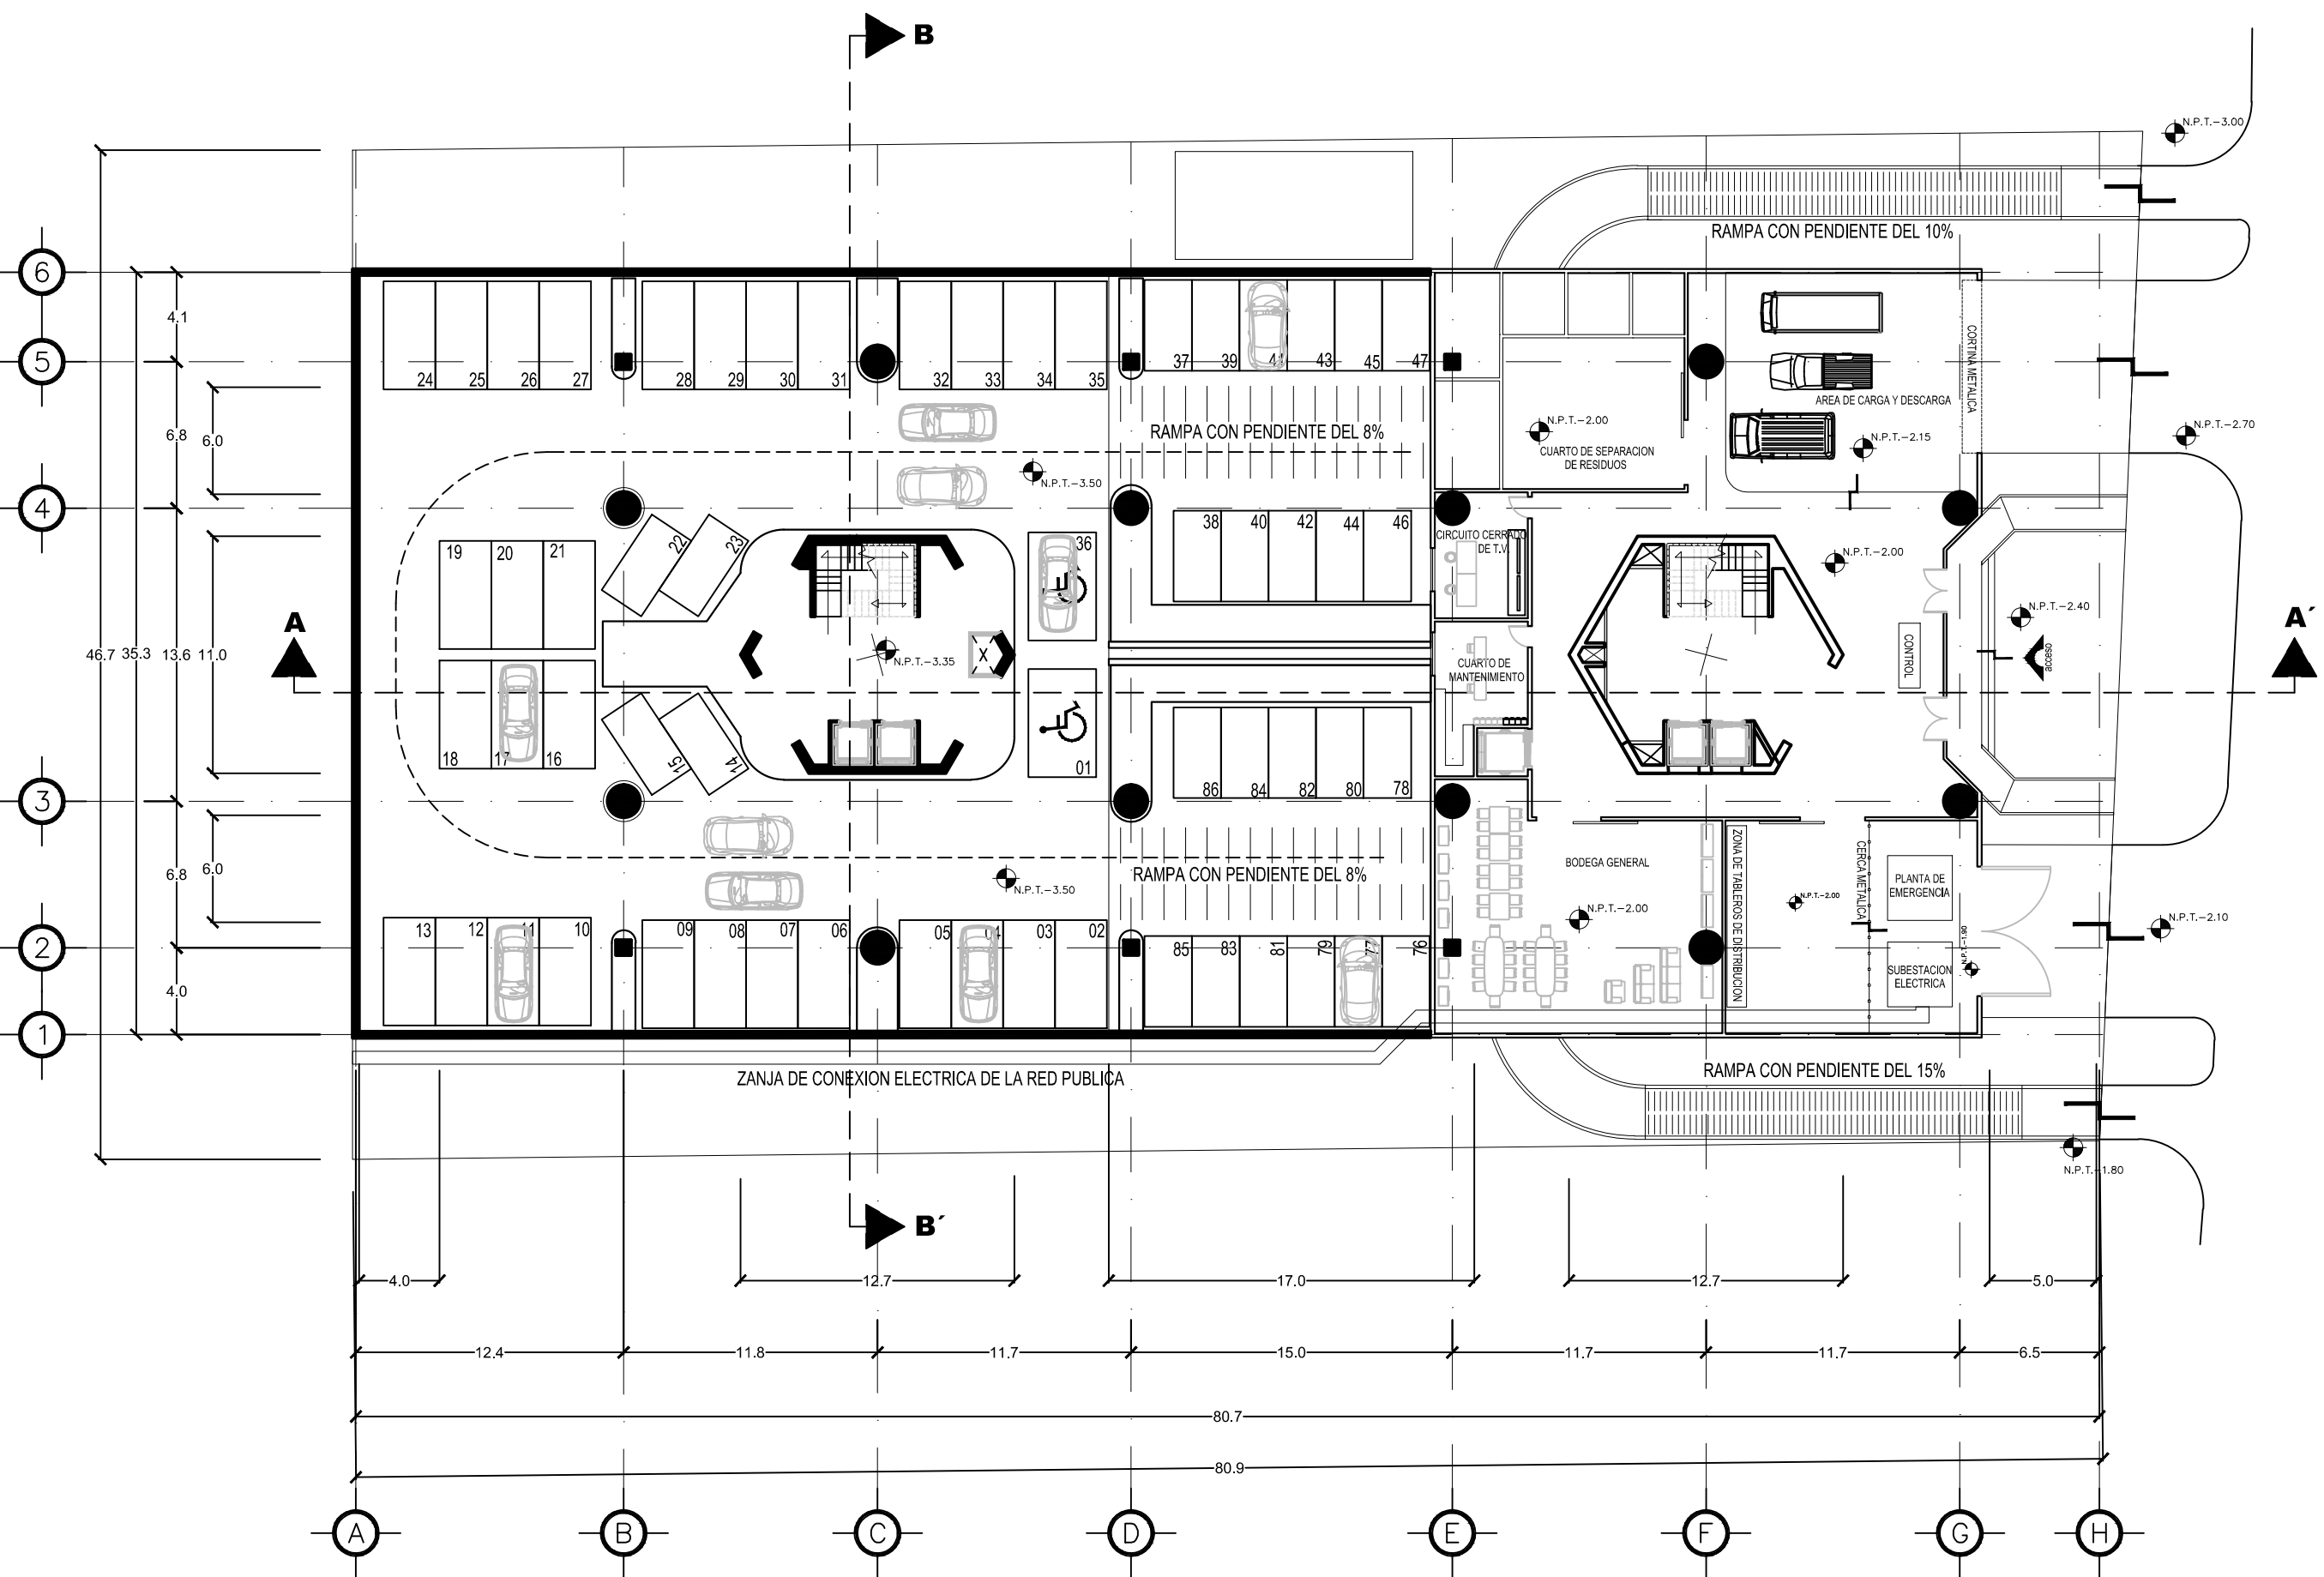 B
N.P.T.-3.00
RAMPA CON PENDIENTE DEL 10%
6
5
4
3
2
1
4.1
6.8
6.0
46.7
35.3
13.6
11.0
6.8
6.0
4.0
24
25
26
27
28
29
30
31
32
33
34
35
37
39
41
43
45
47
RAMPA CON PENDIENTE DEL 8%
N.P.T.-3.50
N.P.T.-2.00
CUARTO DE SEPARACION
DE RESIDUOS
AREA DE CARGA Y DESCARGA
N.P.T.-2.15
CORTINA METALICA
N.P.T.-2.70
19
20
21
22
23
36
38
40
42
44
46
CIRCUITO CERRADO
DE T.V.
N.P.T.-2.00
A
N.P.T.-3.35
X
CUARTO DE
MANTENIMIENTO
CONTROL
N.P.T.-2.40
acceso
A´
18
17
16
15
14
01
86
84
82
80
78
N.P.T.-3.50
RAMPA CON PENDIENTE DEL 8%
BODEGA GENERAL
N.P.T.-2.00
ZONA DE TABLEROS DE DISTRIBUCION
N.P.T.-2.00
CERCA METALICA
PLANTA DE
EMERGENCIA
SUBESTACION
ELECTRICA
N.P.T.-1.90
N.P.T.-2.10
13
12
11
10
09
08
07
06
05
04
03
02
85
83
81
79
77
76
ZANJA DE CONEXION ELECTRICA DE LA RED PUBLICA
RAMPA CON PENDIENTE DEL 15%
N.P.T.-1.80
B´
4.0
12.7
17.0
12.7
5.0
12.4
11.8
11.7
15.0
11.7
11.7
6.5
80.7
80.9
A
B
C
D
E
F
G
H